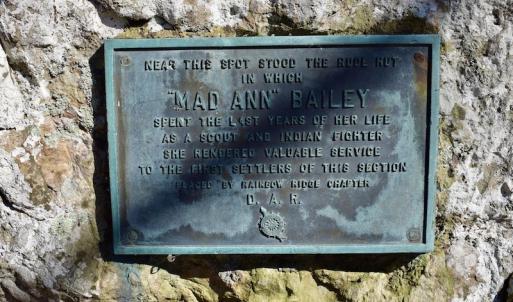 NEAR THIS SPOT STOOD THE RUDE HUT
IN WHICH
"MAD ANN" BAILEY
SPENT THE LAST YEARS OF HER LIFE
AS A SCOUT AND INDIAN FIGHTER
SHE RENDERED VALUABLE SERVICE
TO THE FIRST SETTLERS OF THIS SECTION
PLACED BY RAINBOW RIDGE CHAPTER
D. A. R.